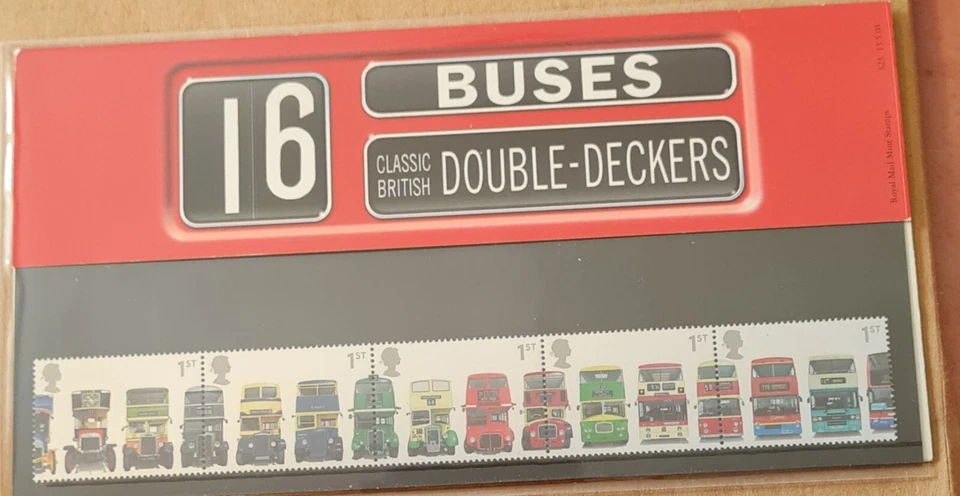 16
BUSES
CLASSIC
BRITISH
DOUBLE-DECKERS
Royal Mail Mint Stamps
1ST
1ST
1ST
1ST
1ST